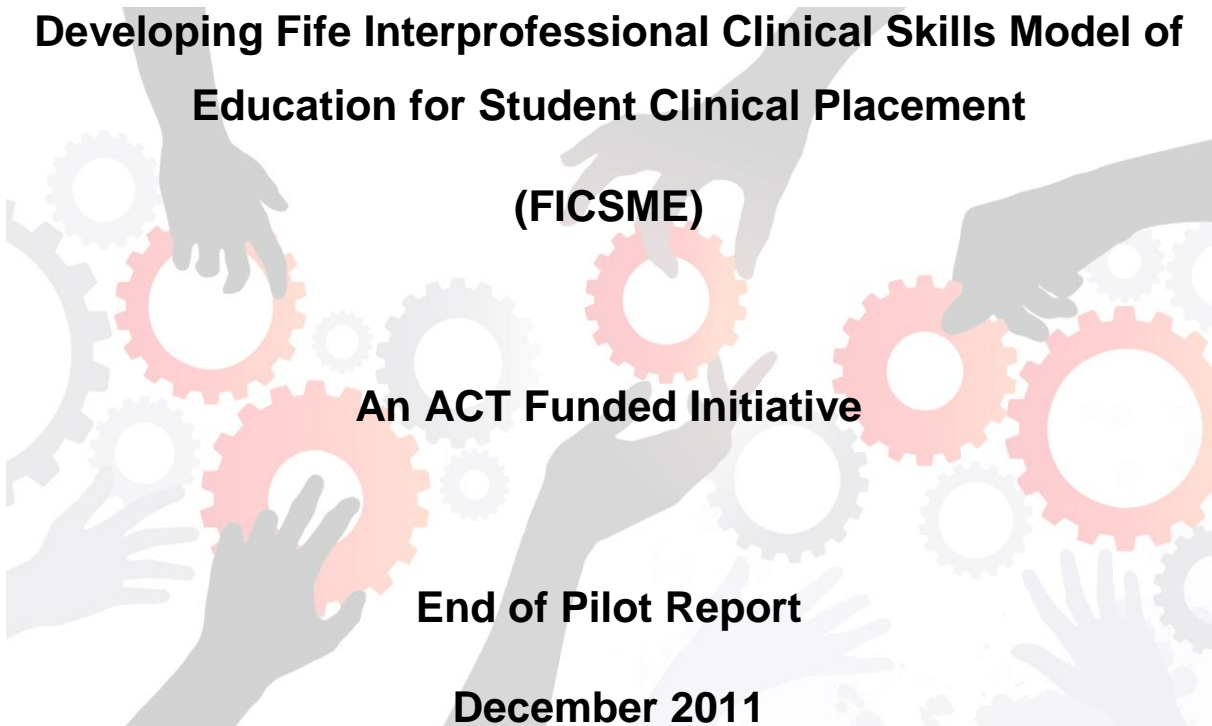 Developing Fife Interprofessional Clinical Skills Model of
Education for Student Clinical Placement
(FICSME)
An ACT Funded Initiative
End of Pilot Report
December 2011